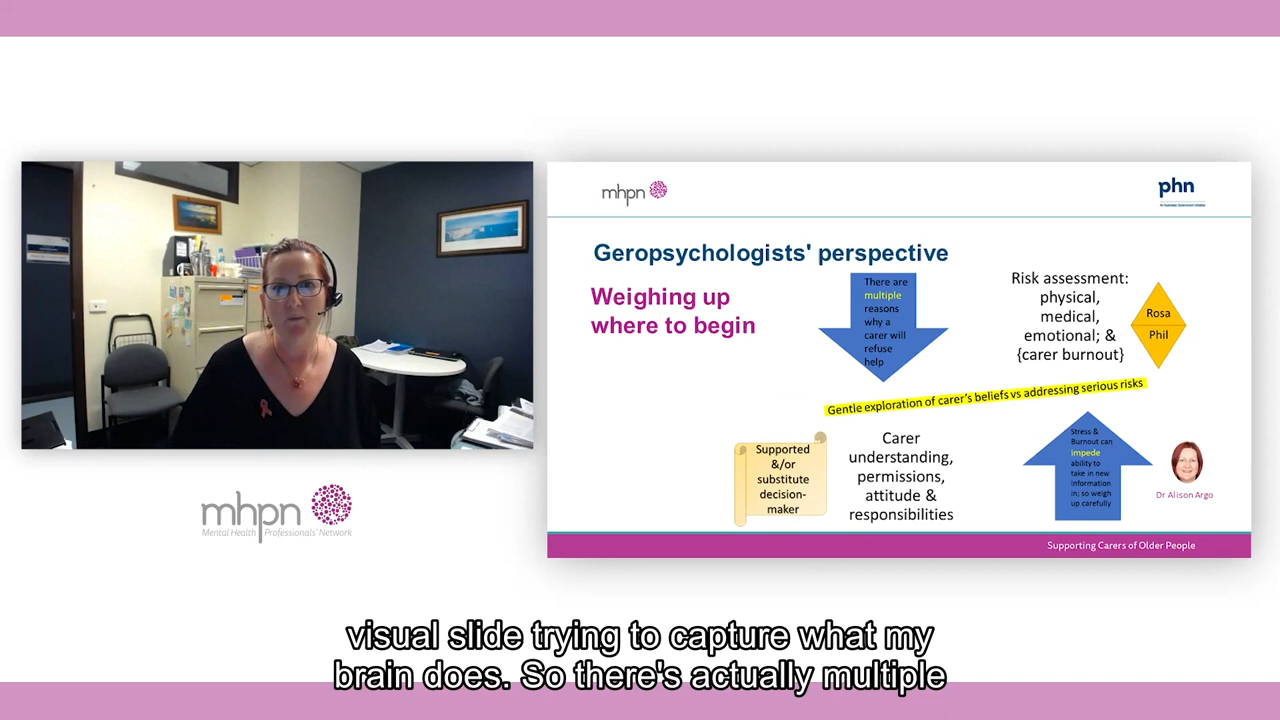 mhpn
Mental Health Professionals' Network
mhpn
phn
An Australian Government Initiative
Geropsychologists' perspective
Weighing up
where to begin
There are
multiple
reasons
why a
carer will
refuse
help
Risk assessment:
physical,
medical,
emotional; &
{carer burnout}
Rosa
Phil
Gentle exploration of carer's beliefs vs addressing serious risks
Supported
&/or
substitute
decision-
maker
Carer
understanding,
permissions,
attitude &
responsibilities
Stress &
Burnout can
impede
ability to
take in new
information
in; so weigh
up carefully
Dr Alison Argo
Supporting Carers of Older People
visual slide trying to capture what my
brain does. So there's actually multiple